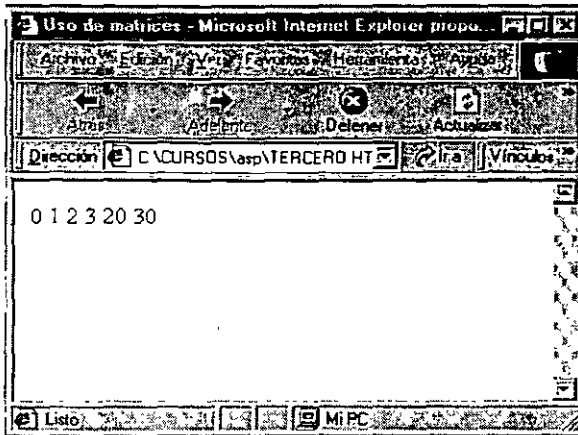 Uso de matrices - Microsoft Internet Explorer propo...
Archivo Edición Ver Favoritos Herramientas Ayuda
Atrás Adelante Detener Actualizar »
Dirección C:\CURSOS\asp\TERCERO HT Ir a Vínculos »
0 1 2 3 20 30
Listo Mi PC